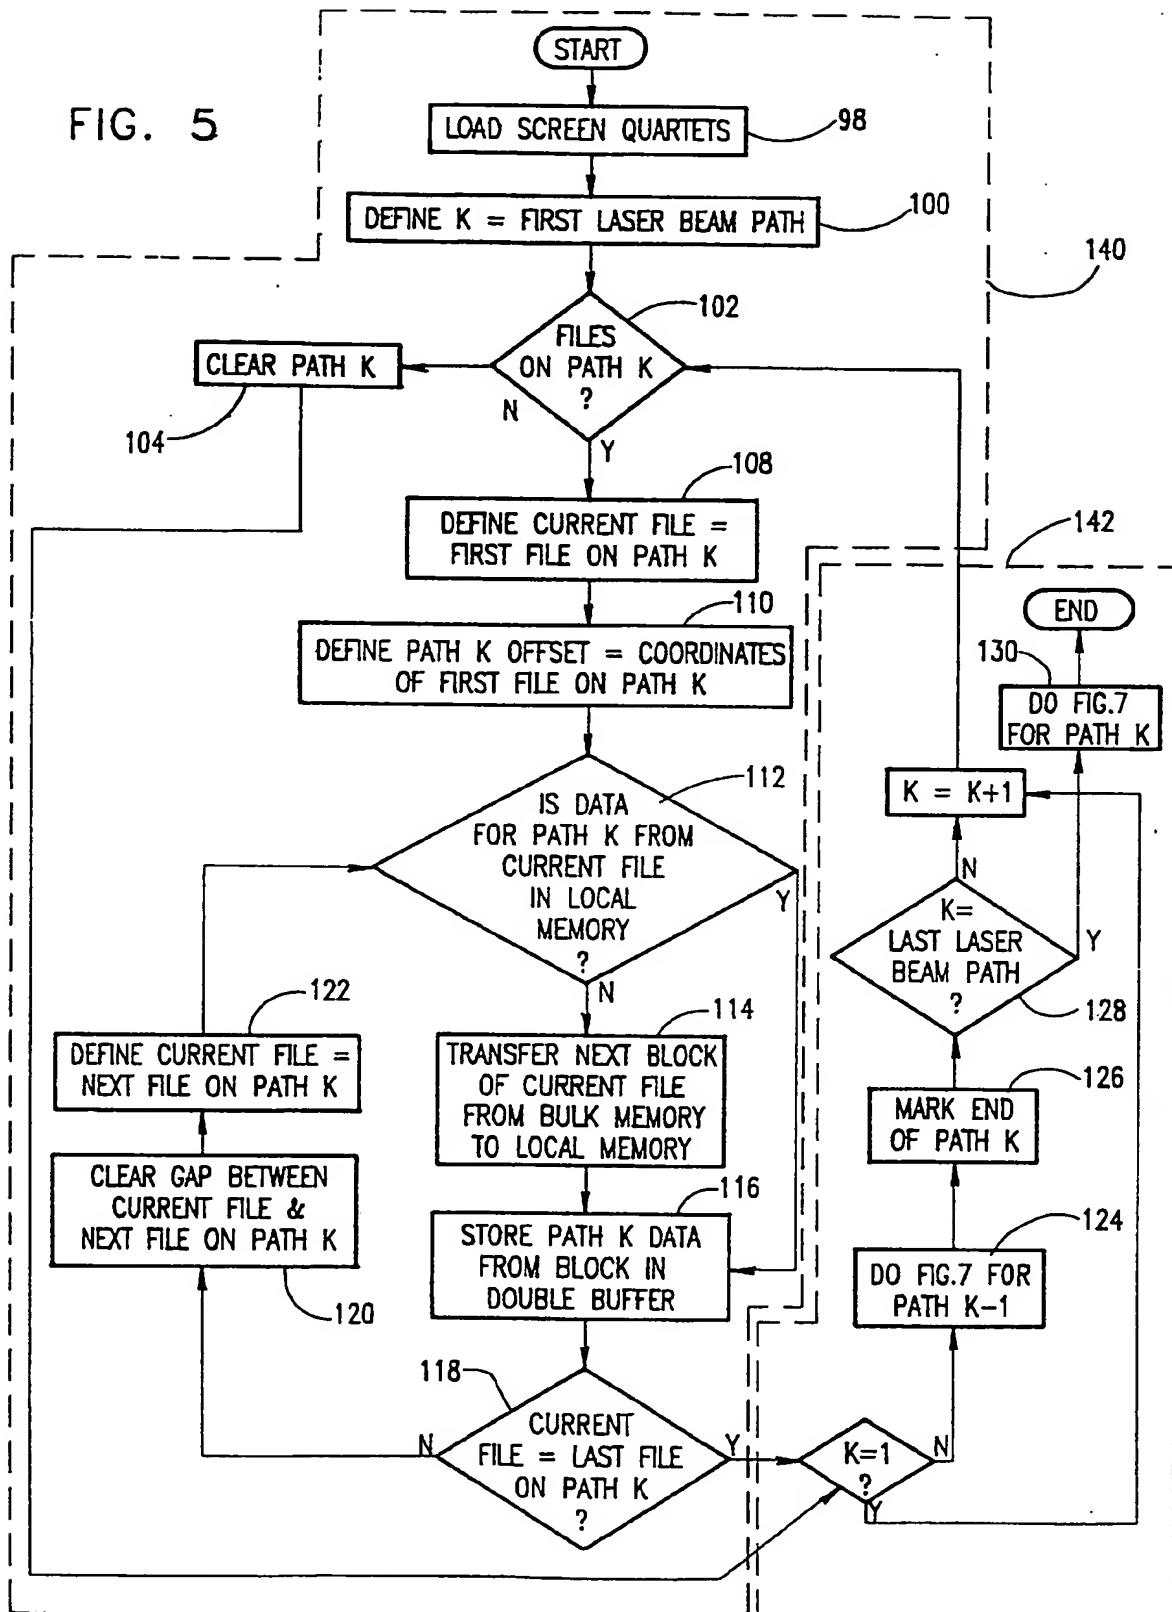 FIG. 5
START
LOAD SCREEN QUARTETS
98
DEFINE K = FIRST LASER BEAM PATH
100
140
102
FILES
ON PATH K
?
N
Y
CLEAR PATH K
104
108
DEFINE CURRENT FILE =
FIRST FILE ON PATH K
142
110
DEFINE PATH K OFFSET = COORDINATES
OF FIRST FILE ON PATH K
END
130
DO FIG.7
FOR PATH K
112
IS DATA
FOR PATH K FROM
CURRENT FILE
IN LOCAL
MEMORY
?
Y
N
K = K+1
N
K=
LAST LASER
BEAM PATH
?
Y
128
122
DEFINE CURRENT FILE =
NEXT FILE ON PATH K
114
TRANSFER NEXT BLOCK
OF CURRENT FILE
FROM BULK MEMORY
TO LOCAL MEMORY
126
MARK END
OF PATH K
CLEAR GAP BETWEEN
CURRENT FILE &
NEXT FILE ON PATH K
120
116
STORE PATH K DATA
FROM BLOCK IN
DOUBLE BUFFER
124
DO FIG.7 FOR
PATH K-1
118
CURRENT
FILE = LAST FILE
ON PATH K
?
N
Y
K=1
?
N
Y